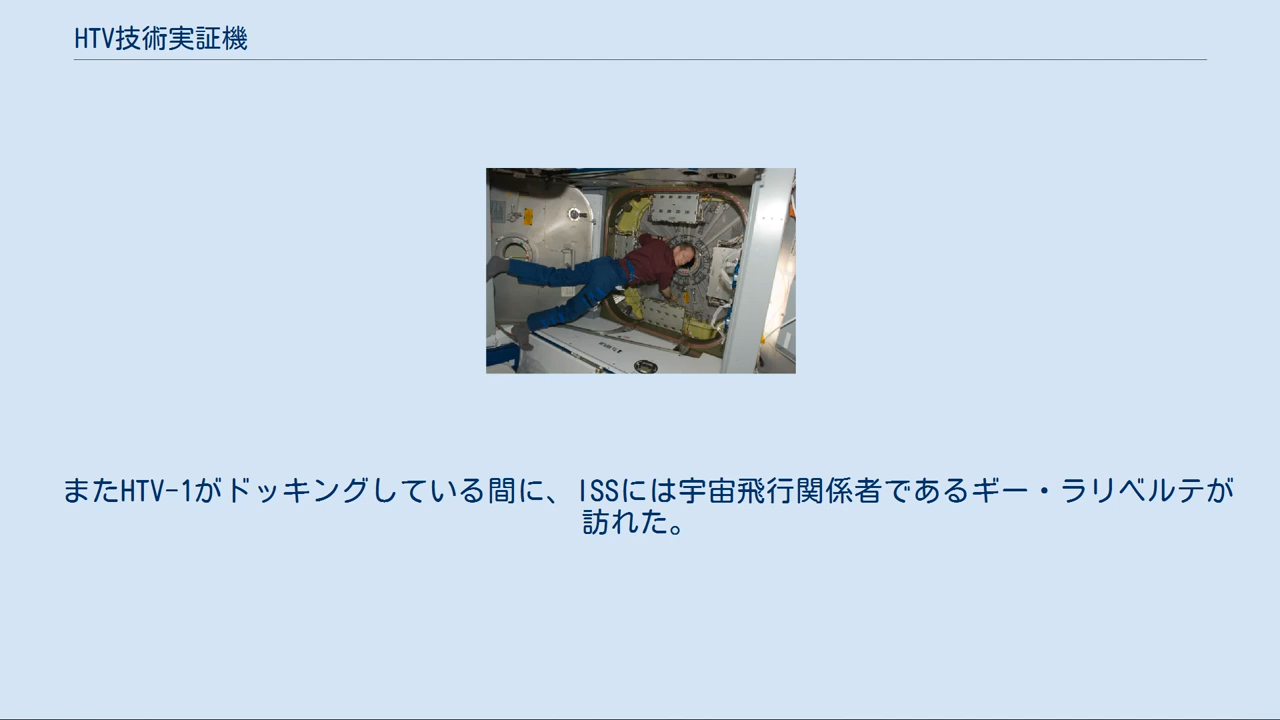 HTV技術実証機
またHTV-1がドッキングしている間に、ISSには宇宙飛行関係者であるギー・ラリベルテが
訪れた。